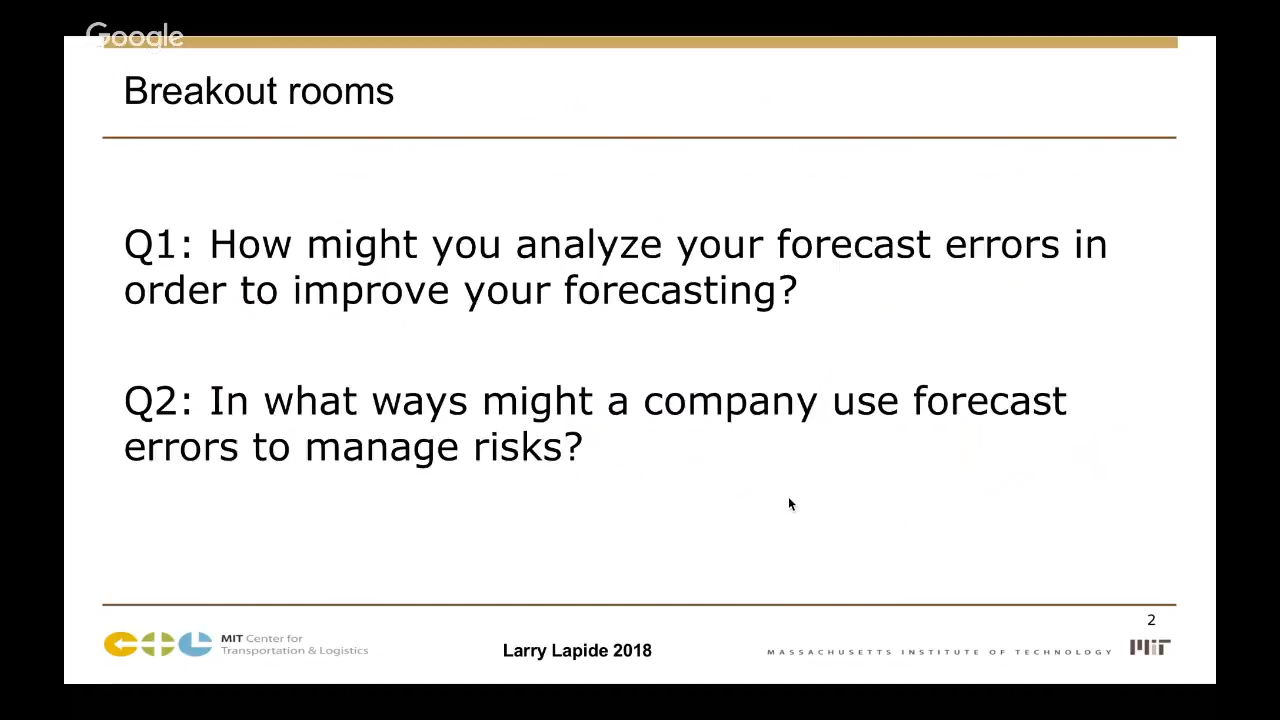 Google
Breakout rooms
Q1: How might you analyze your forecast errors in
order to improve your forecasting?
Q2: In what ways might a company use forecast
errors to manage risks?
2
MIT Center for
Transportation & Logistics
Larry Lapide 2018
MASSACHUSETTS INSTITUTE OF TECHNOLOGY
MIT